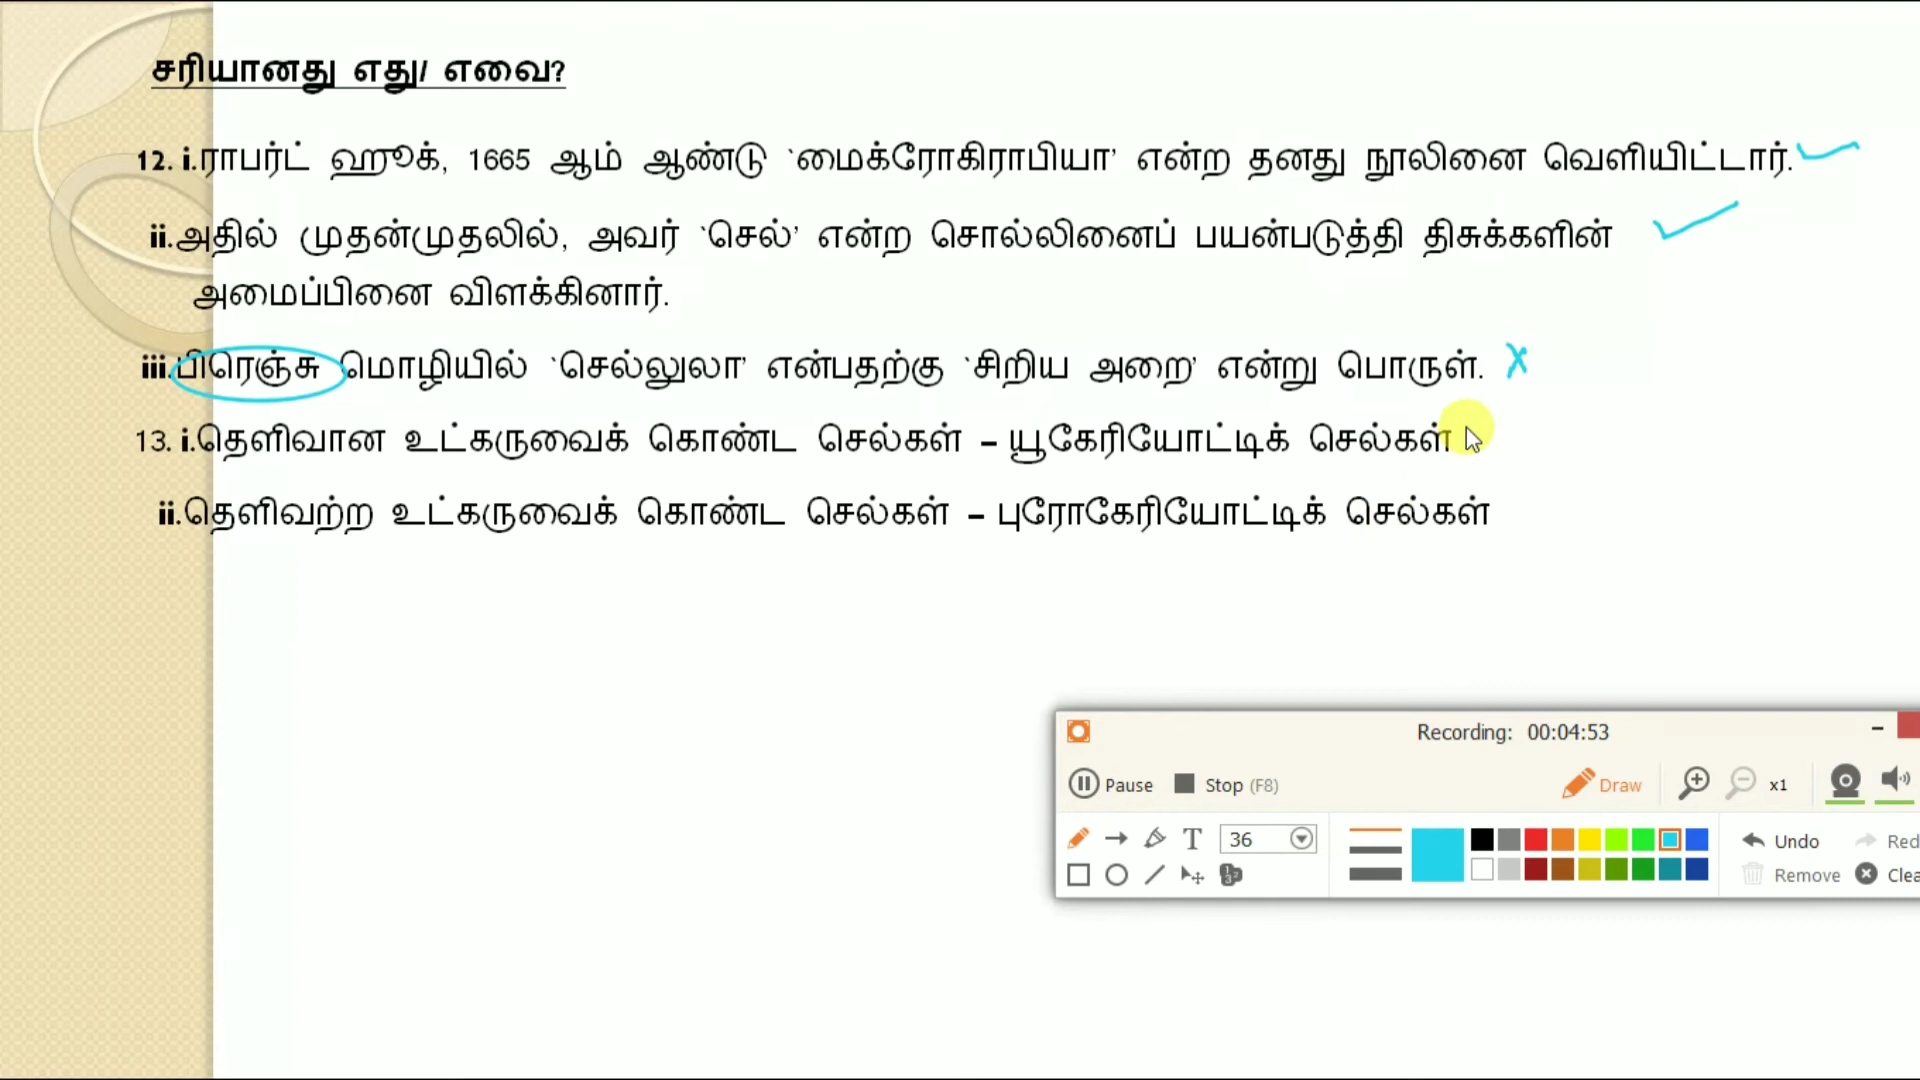 சரியானது எது/ எவை?
12. i.ராபர்ட் ஹூக், 1665 ஆம் ஆண்டு `மைக்ரோகிராபியா' என்ற தனது நூலினை வெளியிட்டார்.
ii.அதில் முதன்முதலில், அவர் `செல்' என்ற சொல்லினைப் பயன்படுத்தி திசுக்களின்
அமைப்பினை விளக்கினார்.
iii.பிரெஞ்சு மொழியில் `செல்லுலா' என்பதற்கு `சிறிய அறை' என்று பொருள். X
13. i.தெளிவான உட்கருவைக் கொண்ட செல்கள் – யூகேரியோட்டிக் செல்கள்
ii.தெளிவற்ற உட்கருவைக் கொண்ட செல்கள் – புரோகேரியோட்டிக் செல்கள்
Recording: 00:04:53
Pause Stop (F8) Draw x1
T 36 Undo Red
Remove Clea